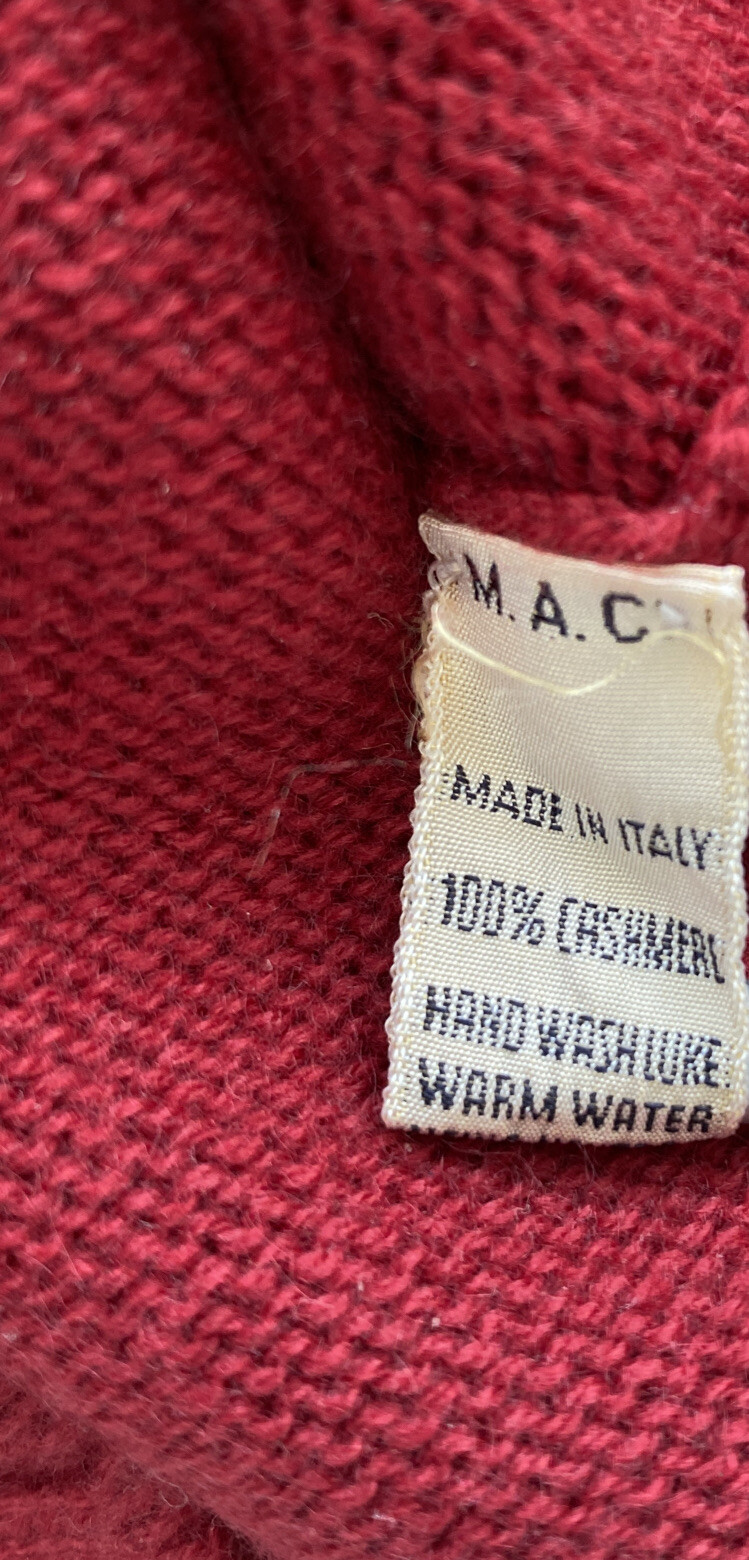 M. A. C
MADE IN ITALY
100% CASHMERE
HAND WASH LUKE
WARM WATER